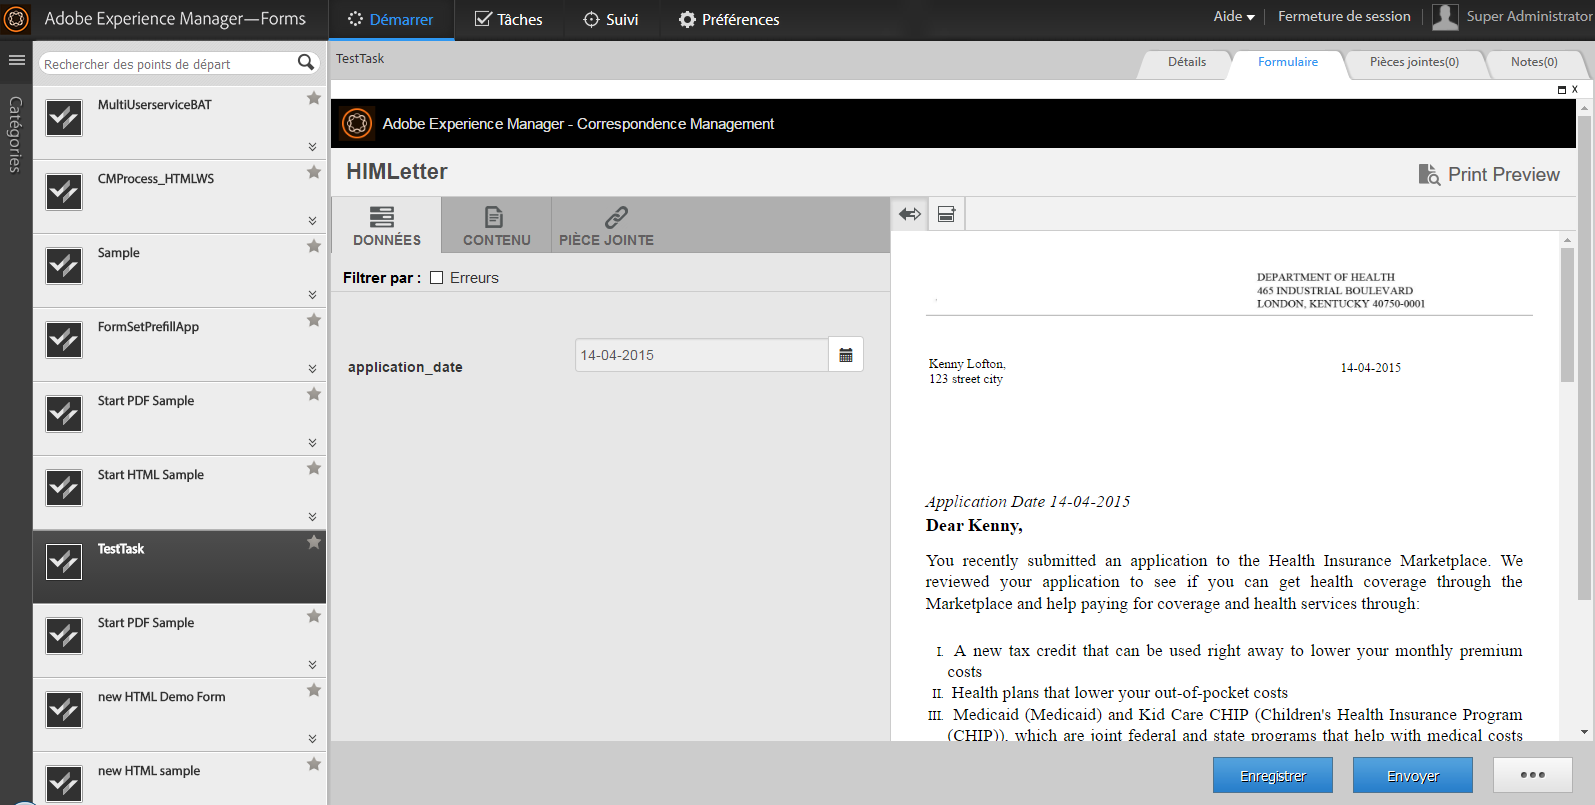 Adobe Experience Manager—Forms
Démarrer
Tâches
Suivi
Préférences
Aide
Fermeture de session
Super Administrator
Catégories
Rechercher des points de départ
MultiUserserviceBAT
CMProcess_HTMLWS
Sample
FormSetPrefillApp
Start PDF Sample
Start HTML Sample
TestTask
Start PDF Sample
new HTML Demo Form
new HTML sample
TestTask
Détails
Formulaire
Pièces jointes(0)
Notes(0)
X
Adobe Experience Manager - Correspondence Management
HIMLetter
Print Preview
DONNÉES
CONTENU
PIÈCE JOINTE
Filtrer par : Erreurs
application_date
14-04-2015
DEPARTMENT OF HEALTH
465 INDUSTRIAL BOULEVARD
LONDON, KENTUCKY 40750-0001
Kenny Lofton,
123 street city
14-04-2015
Application Date 14-04-2015
Dear Kenny,
You recently submitted an application to the Health Insurance Marketplace. We
reviewed your application to see if you can get health coverage through the
Marketplace and help paying for coverage and health services through:
I. A new tax credit that can be used right away to lower your monthly premium
costs
II. Health plans that lower your out-of-pocket costs
III. Medicaid (Medicaid) and Kid Care CHIP (Children's Health Insurance Program
(CHIP)), which are joint federal and state programs that help with medical costs
Enregistrer
Envoyer